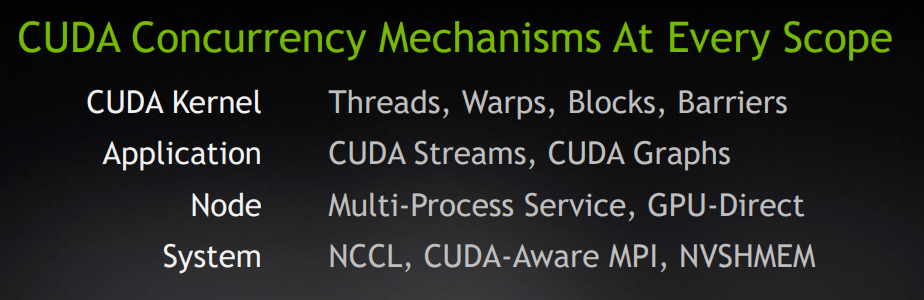 CUDA Concurrency Mechanisms At Every Scope
CUDA Kernel Threads, Warps, Blocks, Barriers
Application CUDA Streams, CUDA Graphs
Node Multi-Process Service, GPU-Direct
System NCCL, CUDA-Aware MPI, NVSHMEM